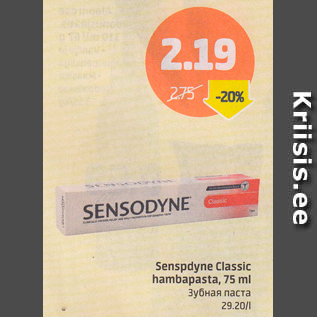 2.19
2.75
-20%
SENSODYNE
Classic
Senspdyne Classic
hambapasta, 75 ml
Зубная паста
29.20/l
Kriisis.ee